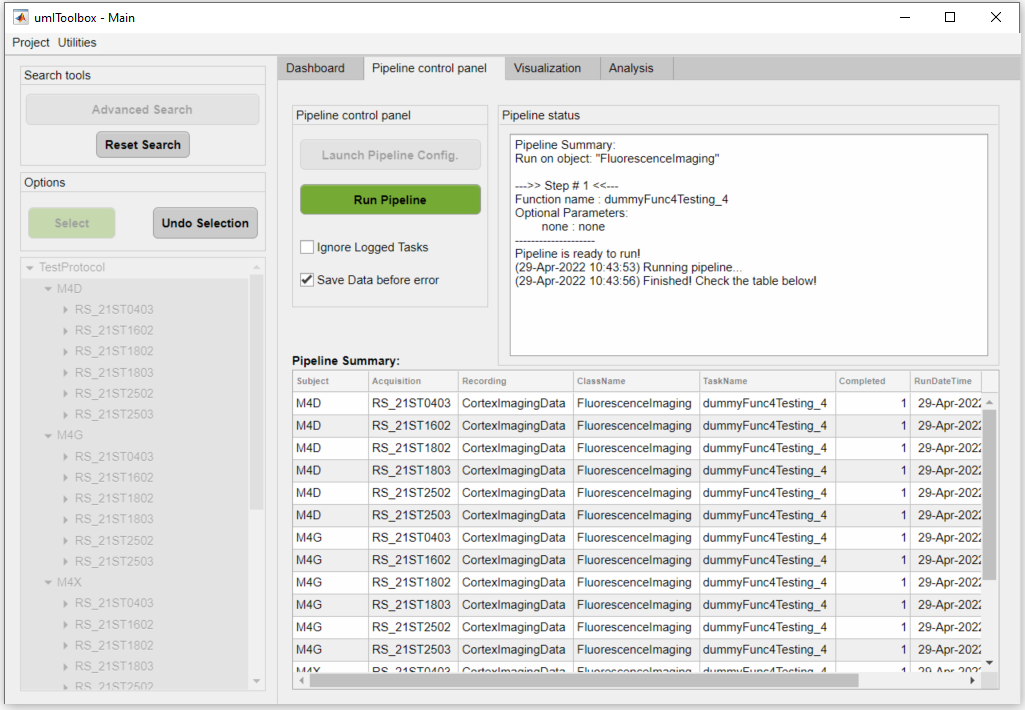 umIToolbox - Main
Project Utilities
Search tools
Advanced Search
Reset Search
Options
Select Undo Selection
TestProtocol
M4D
RS_21ST0403
RS_21ST1602
RS_21ST1802
RS_21ST1803
RS_21ST2502
RS_21ST2503
M4G
RS_21ST0403
RS_21ST1602
RS_21ST1802
RS_21ST1803
RS_21ST2502
RS_21ST2503
M4X
RS_21ST0403
RS_21ST1602
RS_21ST1802
RS_21ST1803
RS_21ST2502
Dashboard Pipeline control panel Visualization Analysis
Pipeline control panel
Launch Pipeline Config.
Run Pipeline
Ignore Logged Tasks
Save Data before error
Pipeline status
Pipeline Summary:
Run on object: "FluorescenceImaging"
--->> Step # 1 <<---
Function name : dummyFunc4Testing_4
Optional Parameters:
none : none
--------------------
Pipeline is ready to run!
(29-Apr-2022 10:43:53) Running pipeline...
(29-Apr-2022 10:43:56) Finished! Check the table below!
Pipeline Summary:
Subject Acquisition Recording ClassName TaskName Completed RunDateTime
M4D RS_21ST0403 CortexImagingData FluorescenceImaging dummyFunc4Testing_4 1 29-Apr-2022
M4D RS_21ST1602 CortexImagingData FluorescenceImaging dummyFunc4Testing_4 1 29-Apr-2022
M4D RS_21ST1802 CortexImagingData FluorescenceImaging dummyFunc4Testing_4 1 29-Apr-2022
M4D RS_21ST1803 CortexImagingData FluorescenceImaging dummyFunc4Testing_4 1 29-Apr-2022
M4D RS_21ST2502 CortexImagingData FluorescenceImaging dummyFunc4Testing_4 1 29-Apr-2022
M4D RS_21ST2503 CortexImagingData FluorescenceImaging dummyFunc4Testing_4 1 29-Apr-2022
M4G RS_21ST0403 CortexImagingData FluorescenceImaging dummyFunc4Testing_4 1 29-Apr-2022
M4G RS_21ST1602 CortexImagingData FluorescenceImaging dummyFunc4Testing_4 1 29-Apr-2022
M4G RS_21ST1802 CortexImagingData FluorescenceImaging dummyFunc4Testing_4 1 29-Apr-2022
M4G RS_21ST1803 CortexImagingData FluorescenceImaging dummyFunc4Testing_4 1 29-Apr-2022
M4G RS_21ST2502 CortexImagingData FluorescenceImaging dummyFunc4Testing_4 1 29-Apr-2022
M4G RS_21ST2503 CortexImagingData FluorescenceImaging dummyFunc4Testing_4 1 29-Apr-2022
M4X RS_21ST0403 CortexImagingData FluorescenceImaging dummyFunc4Testing_4 1 29-Apr-2022